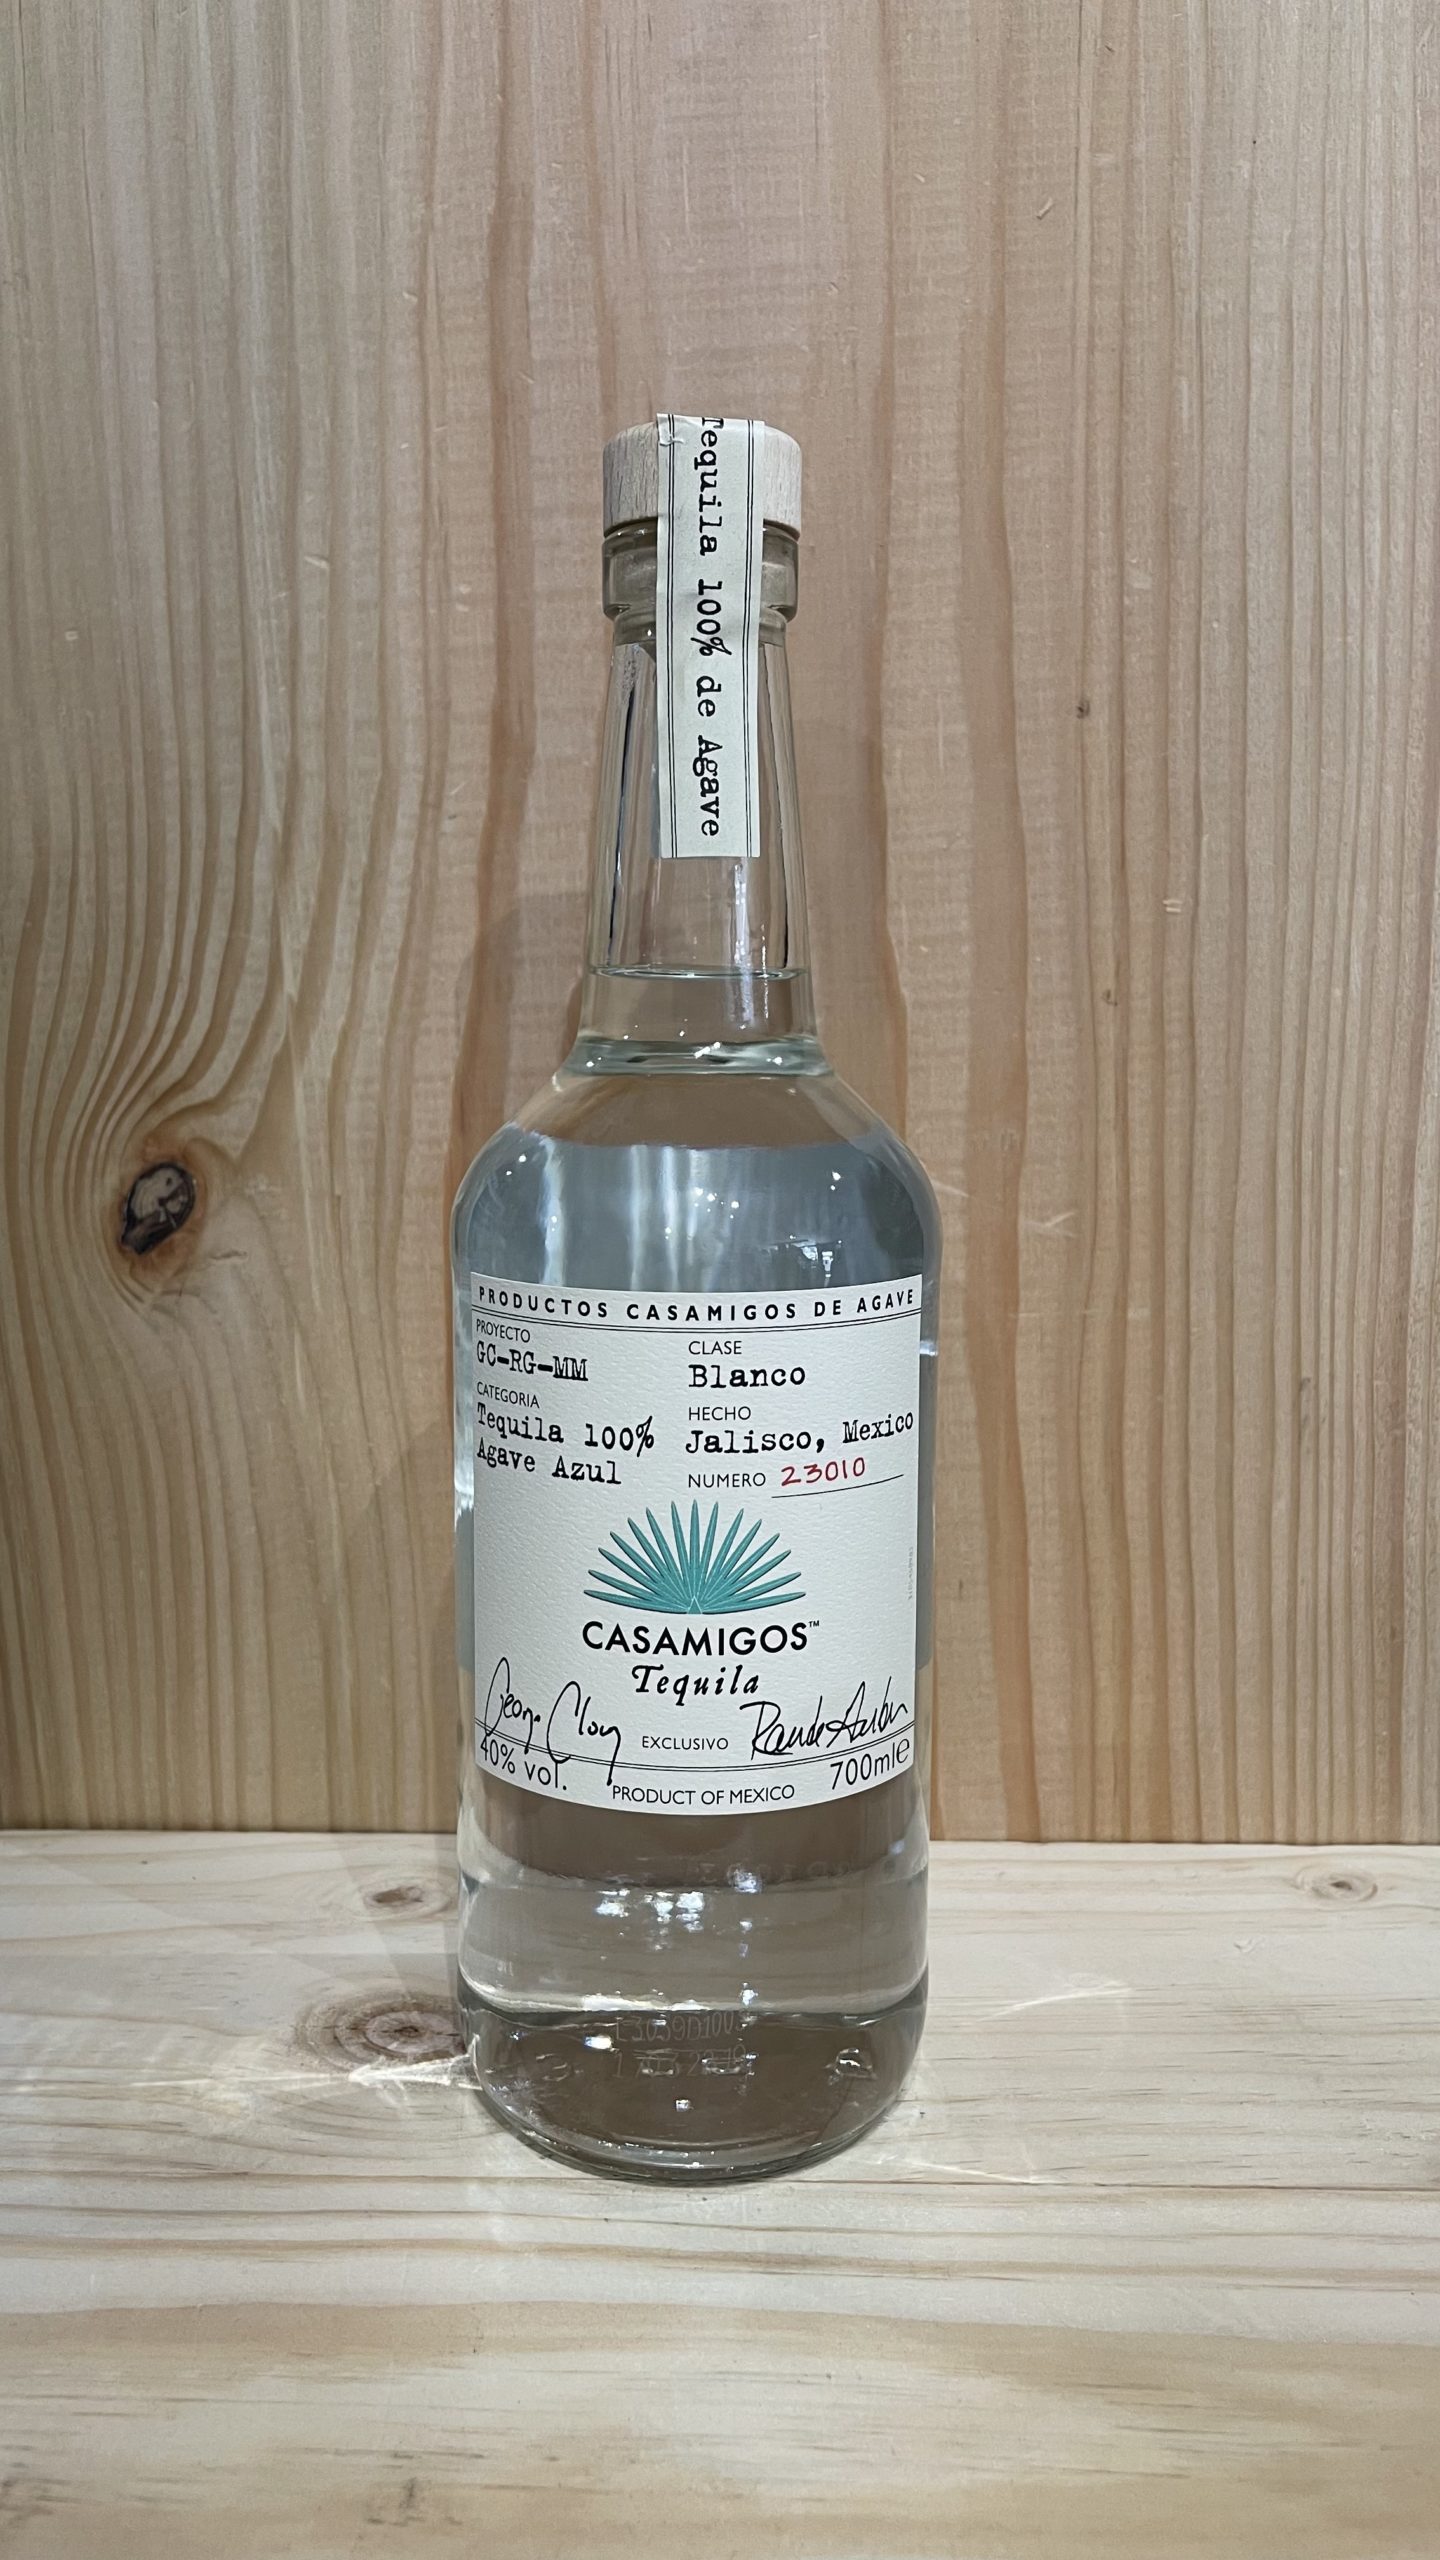 Tequila 100% de Agave
PRODUCTOS CASAMIGOS DE AGAVE
PROYECTO
GC-RG-MM
CATEGORIA
Tequila 100%
Agave Azul
CLASE
Blanco
HECHO
Jalisco, Mexico
NUMERO 23010
CASAMIGOS™
Tequila
EXCLUSIVO
40% vol.
PRODUCT OF MEXICO
700ml e